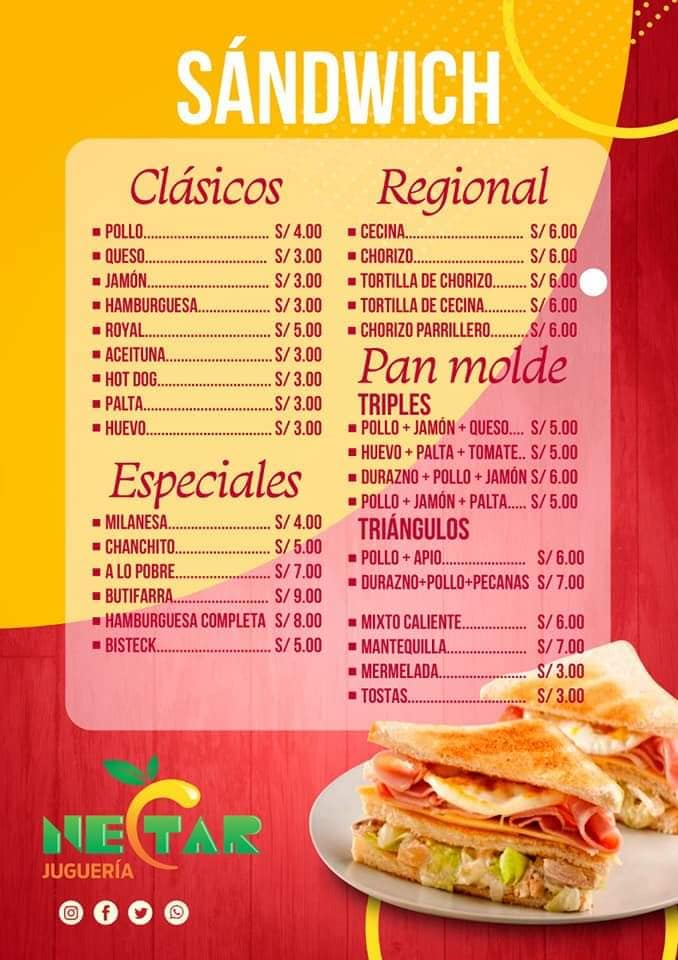 SÁNDWICH
Clásicos
POLLO............................... S/ 4.00
QUESO.............................. S/ 3.00
JAMÓN.............................. S/ 3.00
HAMBURGUESA................. S/ 3.00
ROYAL............................... S/ 5.00
ACEITUNA.......................... S/ 3.00
HOT DOG............................ S/ 3.00
PALTA................................ S/ 3.00
HUEVO............................... S/ 3.00
Especiales
MILANESA......................... S/ 4.00
CHANCHITO....................... S/ 5.00
A LO POBRE....................... S/ 7.00
BUTIFARRA....................... S/ 9.00
HAMBURGUESA COMPLETA S/ 8.00
BISTECK............................ S/ 5.00
Regional
CECINA.............................. S/ 6.00
CHORIZO............................ S/ 6.00
TORTILLA DE CHORIZO........ S/ 6.00
TORTILLA DE CECINA.......... S/ 6.00
CHORIZO PARRILLERO......... S/ 6.00
Pan molde
TRIPLES
POLLO + JAMÓN + QUESO.... S/ 5.00
HUEVO + PALTA + TOMATE.. S/ 5.00
DURAZNO + POLLO + JAMÓN S/ 6.00
POLLO + JAMÓN + PALTA..... S/ 5.00
TRIÁNGULOS
POLLO + APIO.................... S/ 6.00
DURAZNO+POLLO+PECANAS S/ 7.00
MIXTO CALIENTE................ S/ 6.00
MANTEQUILLA.................... S/ 7.00
MERMELADA...................... S/ 3.00
TOSTAS............................. S/ 3.00
NECTAR
JUGUERÍA